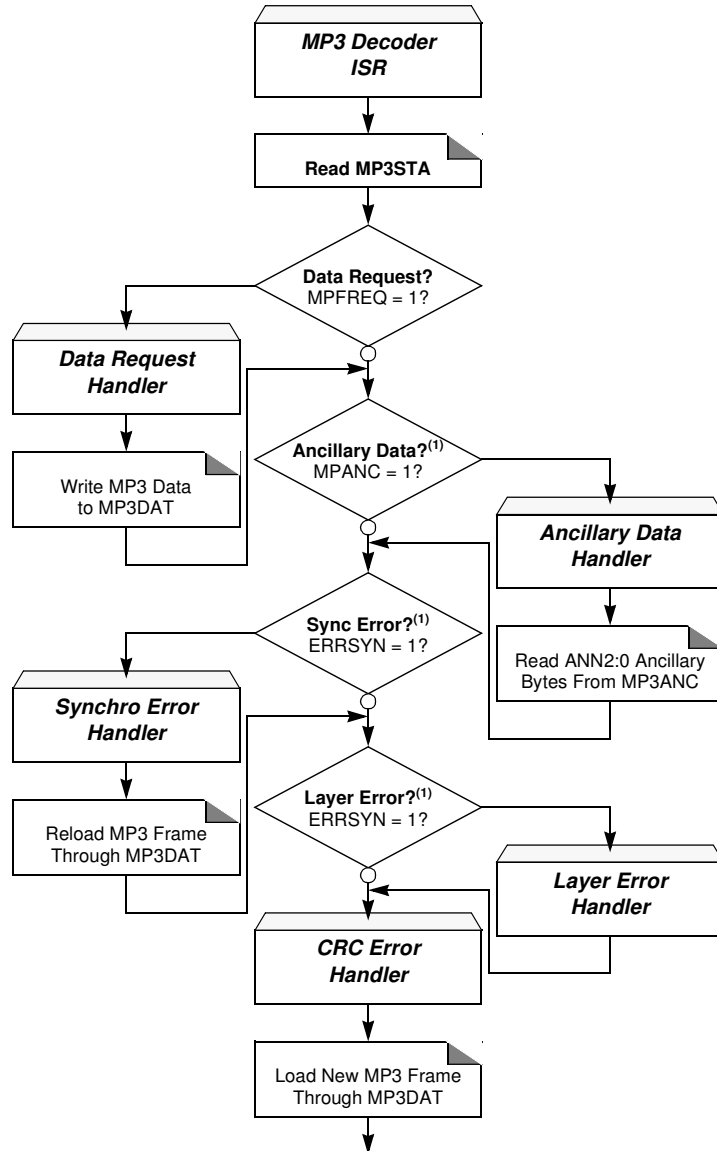 MP3 Decoder
ISR
Read MP3STA
Data Request?
MPFREQ = 1?
Data Request
Handler
Write MP3 Data
to MP3DAT
Ancillary Data?(1)
MPANC = 1?
Ancillary Data
Handler
Read ANN2:0 Ancillary
Bytes From MP3ANC
Sync Error?(1)
ERRSYN = 1?
Synchro Error
Handler
Reload MP3 Frame
Through MP3DAT
Layer Error?(1)
ERRSYN = 1?
Layer Error
Handler
CRC Error
Handler
Load New MP3 Frame
Through MP3DAT